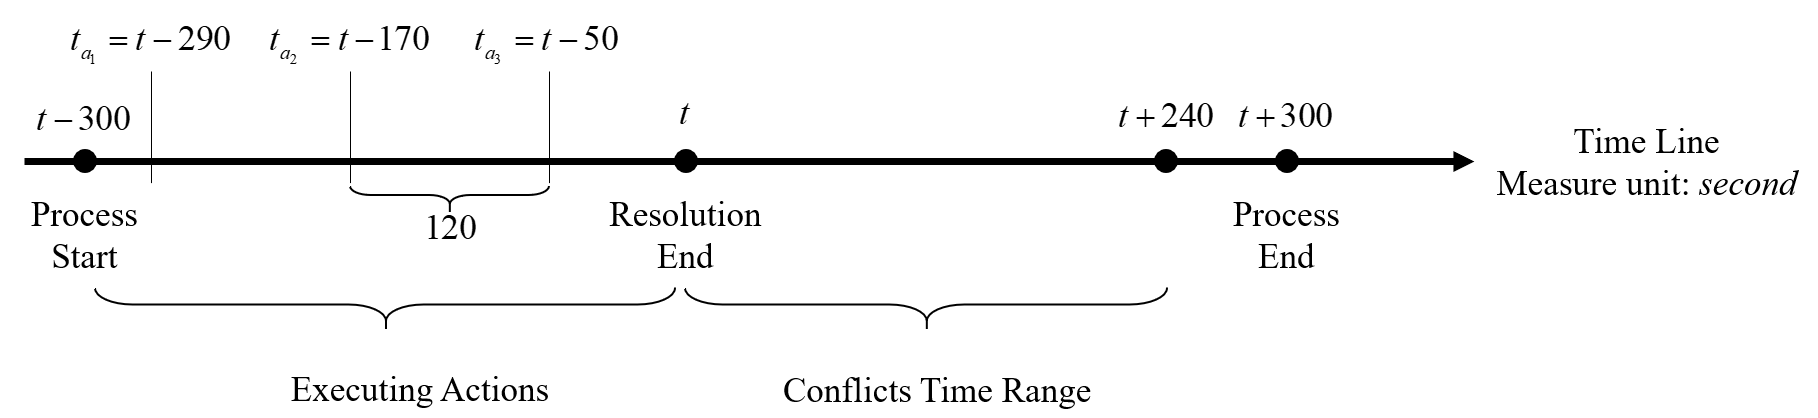 t_{a_1} = t − 290
t_{a_2} = t − 170
t_{a_3} = t − 50
t − 300
t
t + 240
t + 300
Time Line
Measure unit: second
Process
Start
120
Resolution
End
Process
End
Executing Actions
Conflicts Time Range